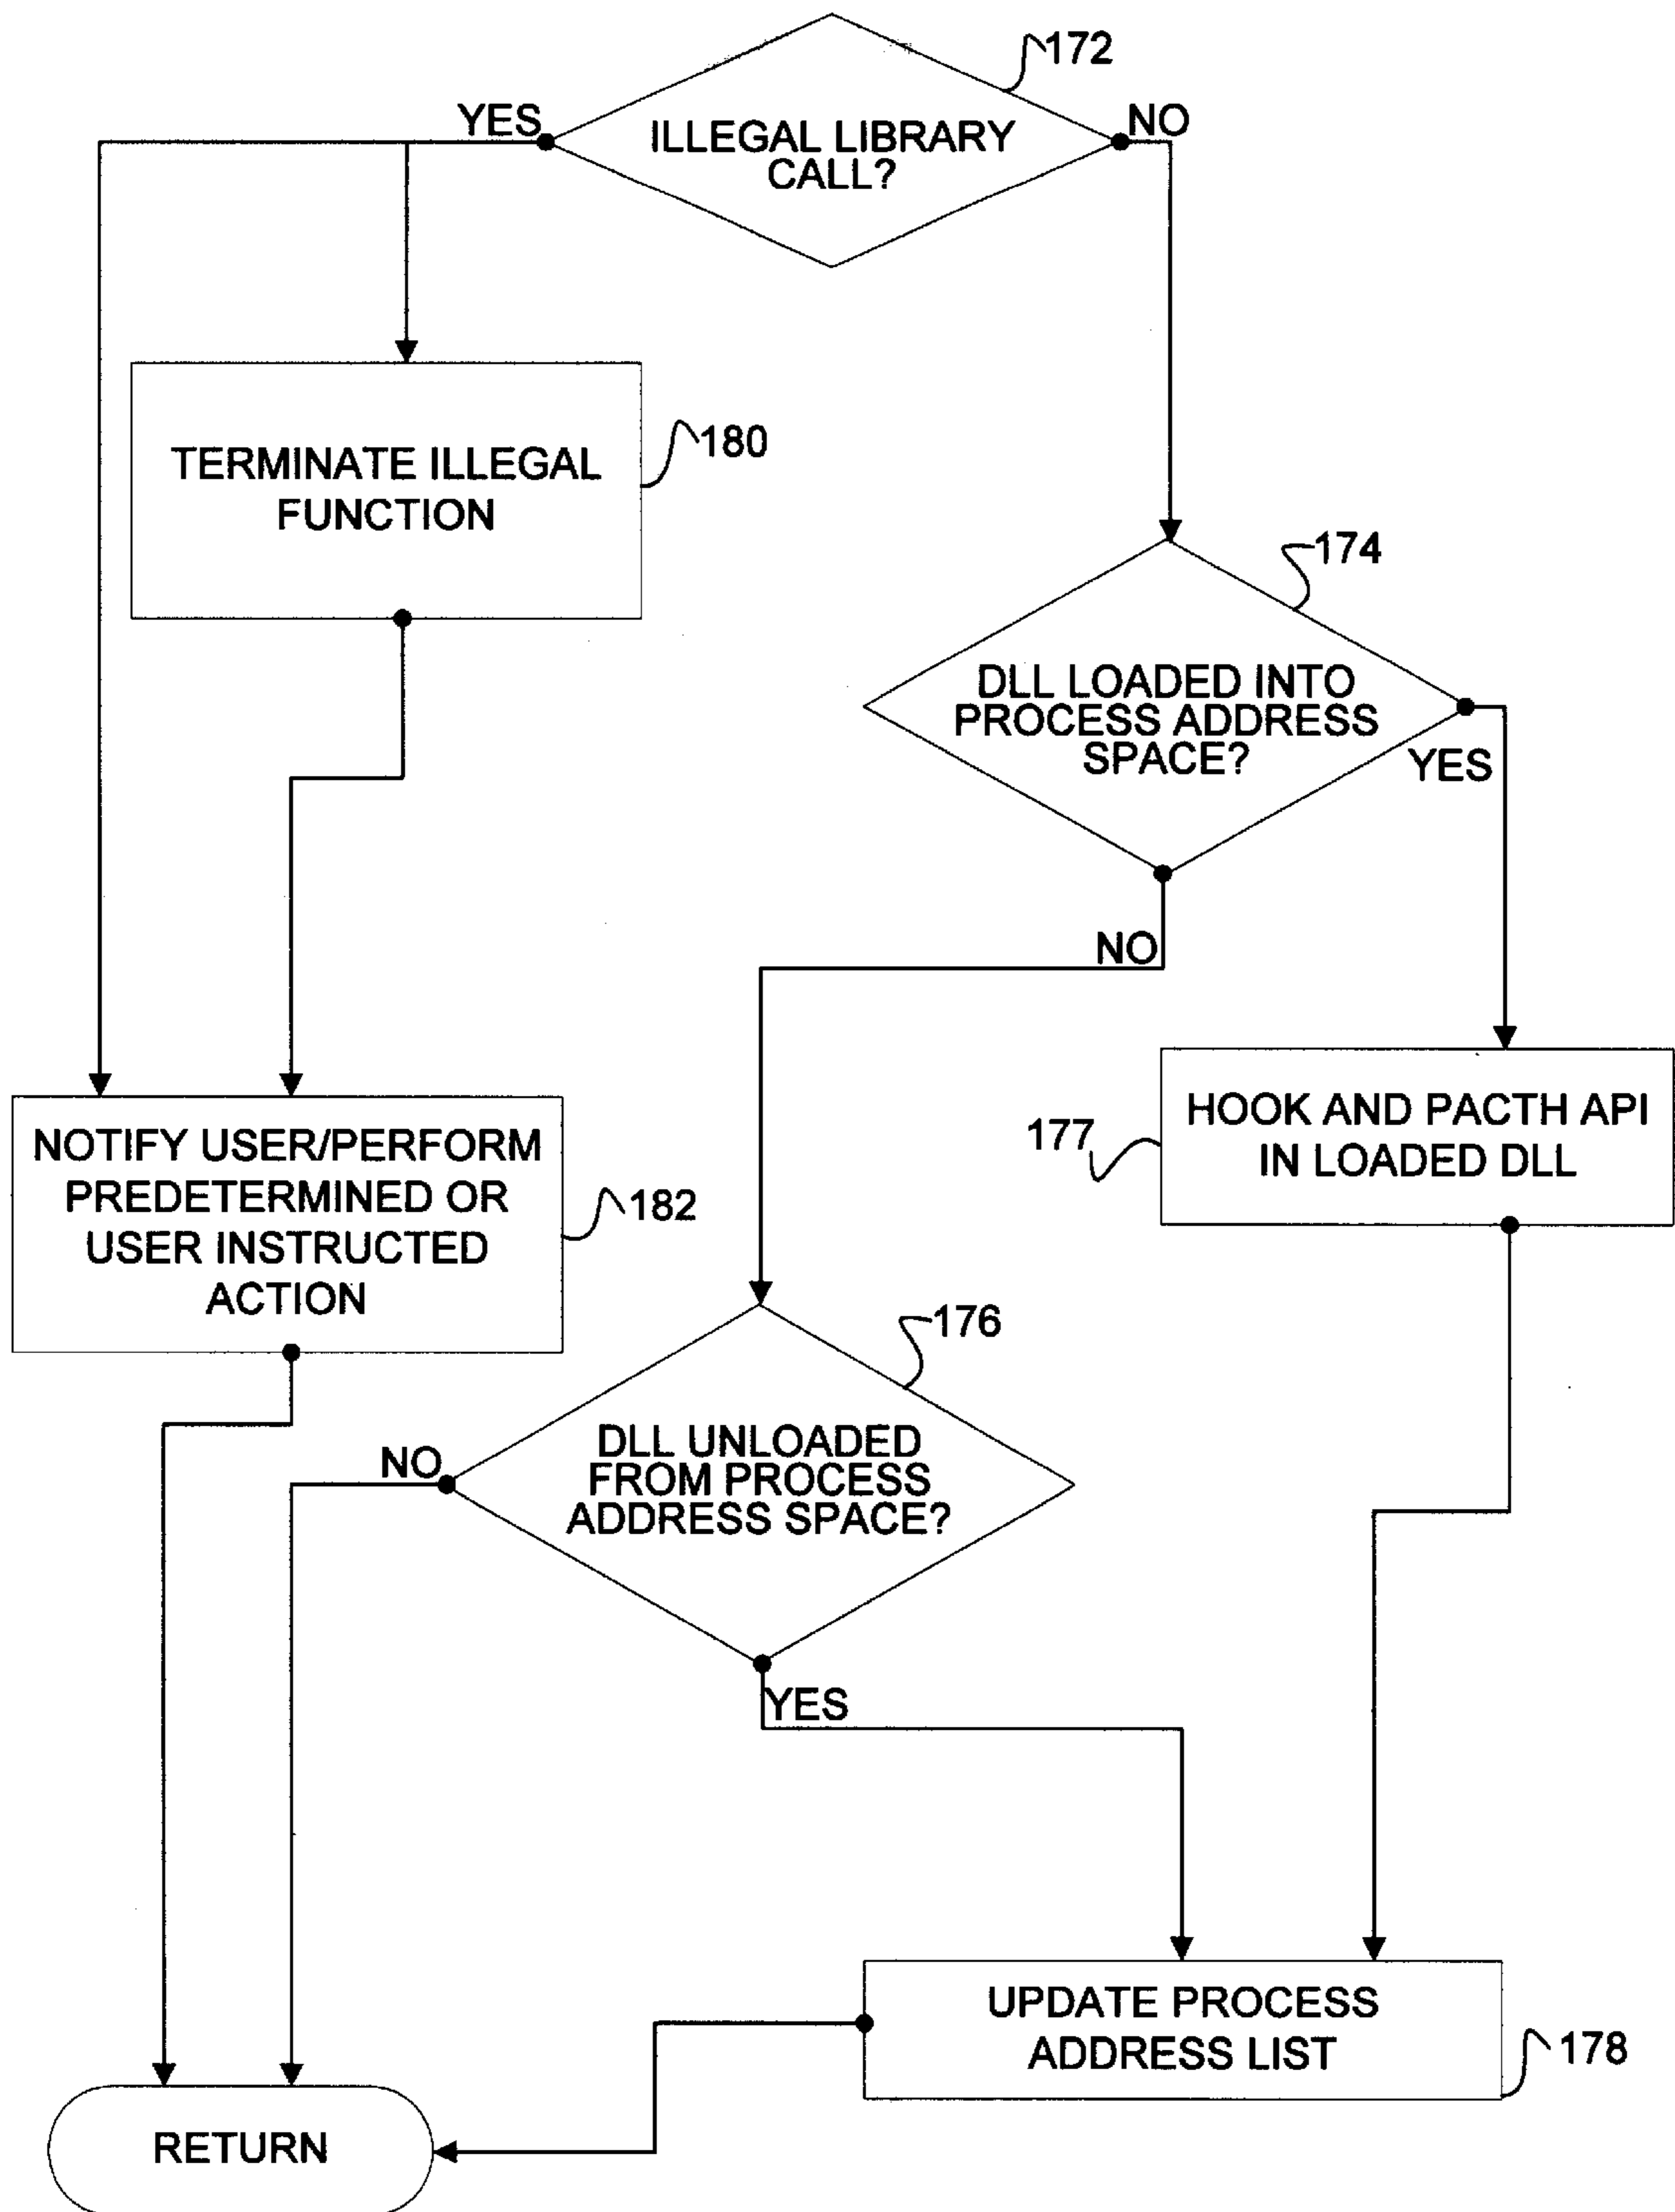 172
YES
NO
ILLEGAL LIBRARY
CALL?
180
TERMINATE ILLEGAL
FUNCTION
174
DLL LOADED INTO
PROCESS ADDRESS
SPACE?
YES
NO
HOOK AND PACTH API
IN LOADED DLL
177
NOTIFY USER/PERFORM
PREDETERMINED OR
USER INSTRUCTED
ACTION
182
176
DLL UNLOADED
FROM PROCESS
ADDRESS SPACE?
NO
YES
UPDATE PROCESS
ADDRESS LIST
178
RETURN